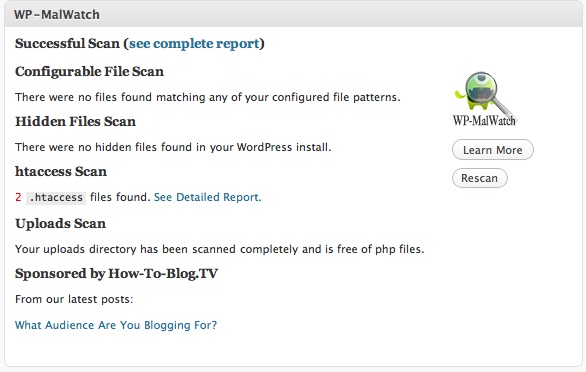 WP-MalWatch
Successful Scan (see complete report)
Configurable File Scan
There were no files found matching any of your configured file patterns.
WP-MalWatch
Hidden Files Scan
There were no hidden files found in your WordPress install.
Learn More
htaccess Scan
Rescan
2 .htaccess files found. See Detailed Report.
Uploads Scan
Your uploads directory has been scanned completely and is free of php files.
Sponsored by How-To-Blog.TV
From our latest posts:
What Audience Are You Blogging For?